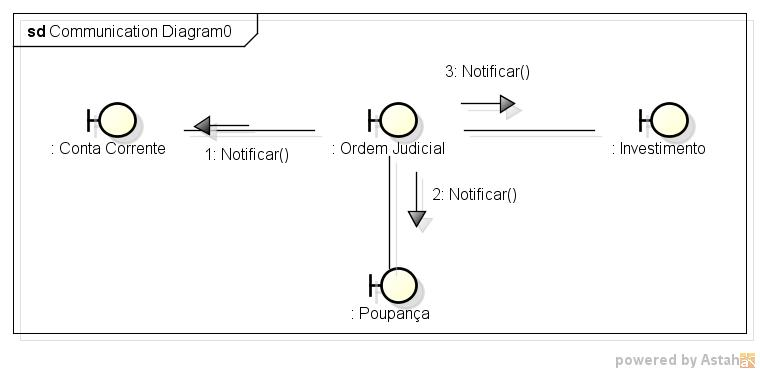 sd Communication Diagram0
3: Notificar()
: Conta Corrente
: Ordem Judicial
: Investimento
1: Notificar()
2: Notificar()
: Poupança
powered by Astah